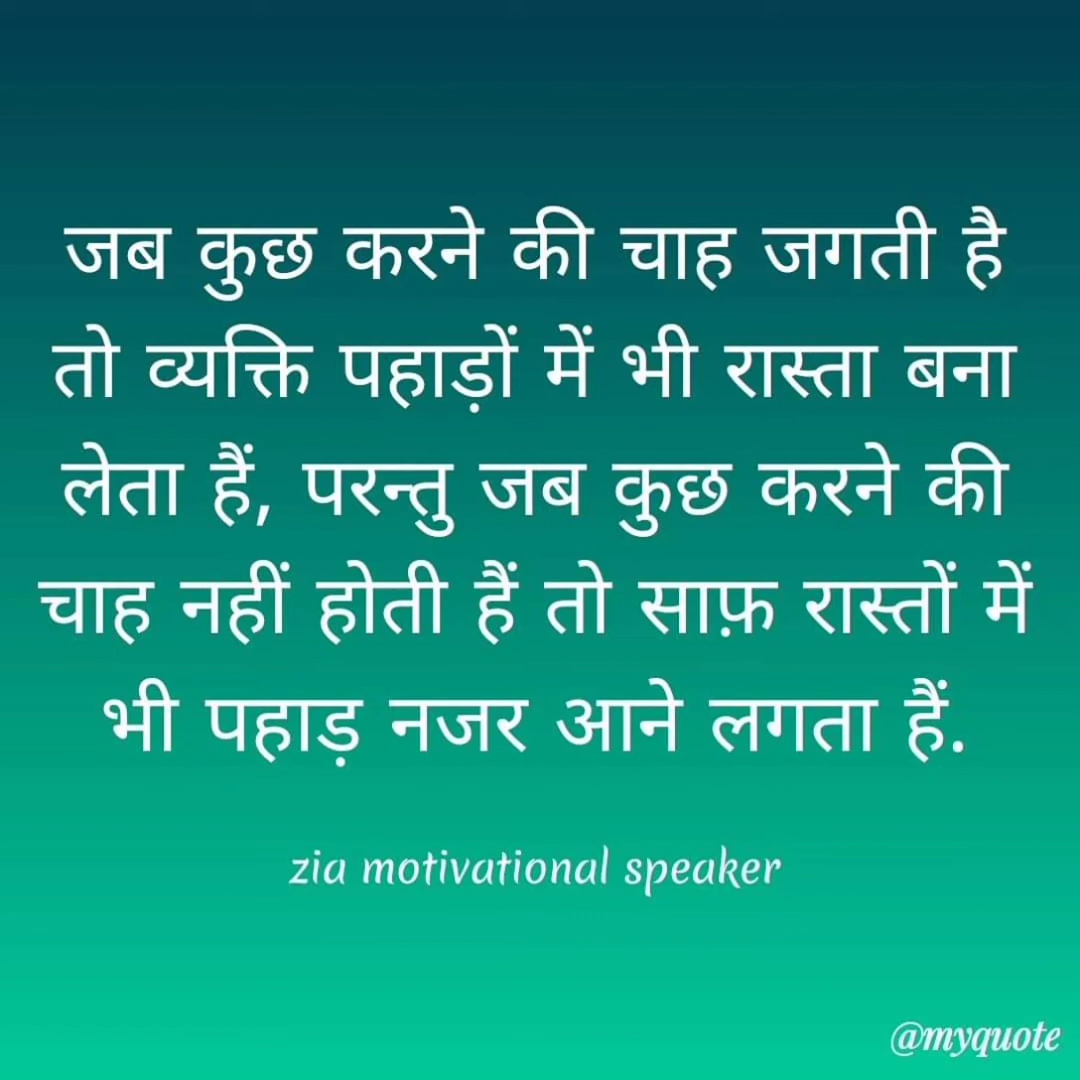 जब कुछ करने की चाह जगती है
तो व्यक्ति पहाड़ों में भी रास्ता बना
लेता हैं, परन्तु जब कुछ करने की
चाह नहीं होती हैं तो साफ़ रास्तों में
भी पहाड़ नजर आने लगता हैं.
zia motivational speaker
@myquote